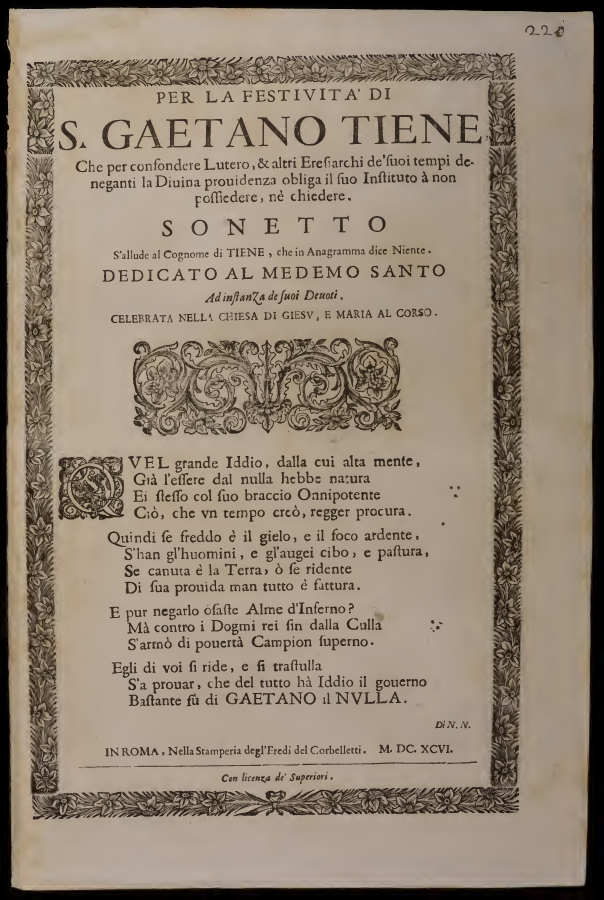 220
PER LA FESTIVITA' DI
S. GAETANO TIENE,
Che per confondere Lutero, & altri Eresiarchi de'suoi tempi de-
neganti la Diuina prouidenza obliga il suo Instituto à non
possiedere, nè chiedere.
SONETTO
S'allude al Cognome di TIENE, che in Anagramma dice Niente.
DEDICATO AL MEDEMO SANTO
Ad instanza de suoi Deuoti.
CELEBRATA NELLA CHIESA DI GIESV, E MARIA AL CORSO.
QVEL grande Iddio, dalla cui alta mente,
Già l'essere dal nulla hebbe natura
Ei stesso col suo braccio Onnipotente
Ciò, che vn tempo creò, regger procura.
Quindi se freddo è il gielo, e il foco ardente,
S'han gl'huomini, e gl'augei cibo, e pastura,
Se canuta è la Terra, ò se ridente
Di sua prouida man tutto è fattura.
E pur negarlo osaste Alme d'Inferno?
Mà contro i Dogmi rei sin dalla Culla
S'armò di pouertà Campion superno.
Egli di voi si ride, e si trastulla
S'a prouar, che del tutto hà Iddio il gouerno
Bastante fù di GAETANO il NVLLA.
Di N. N.
IN ROMA, Nella Stamperia degl'Eredi del Corbelletti. M. DC. XCVI.
Con licenza de' Superiori.